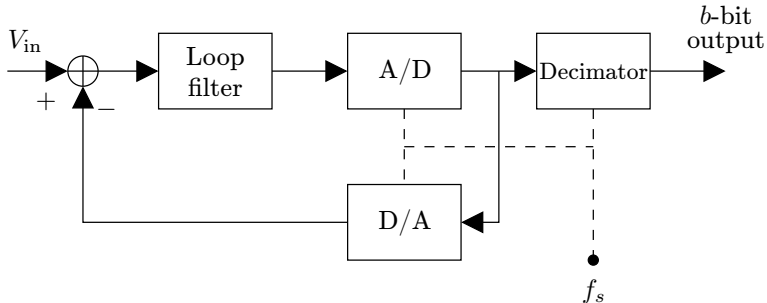 b-bit
output
V_in
Loop
filter
A/D
Decimator
+
−
D/A
f_s